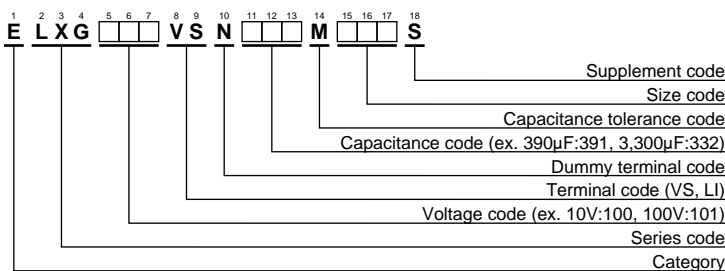 1 2 3 4 5 6 7 8 9 10 11 12 13 14 15 16 17 18
E L X G V S N M S
Supplement code
Size code
Capacitance tolerance code
Capacitance code (ex. 390µF:391, 3,300µF:332)
Dummy terminal code
Terminal code (VS, LI)
Voltage code (ex. 10V:100, 100V:101)
Series code
Category